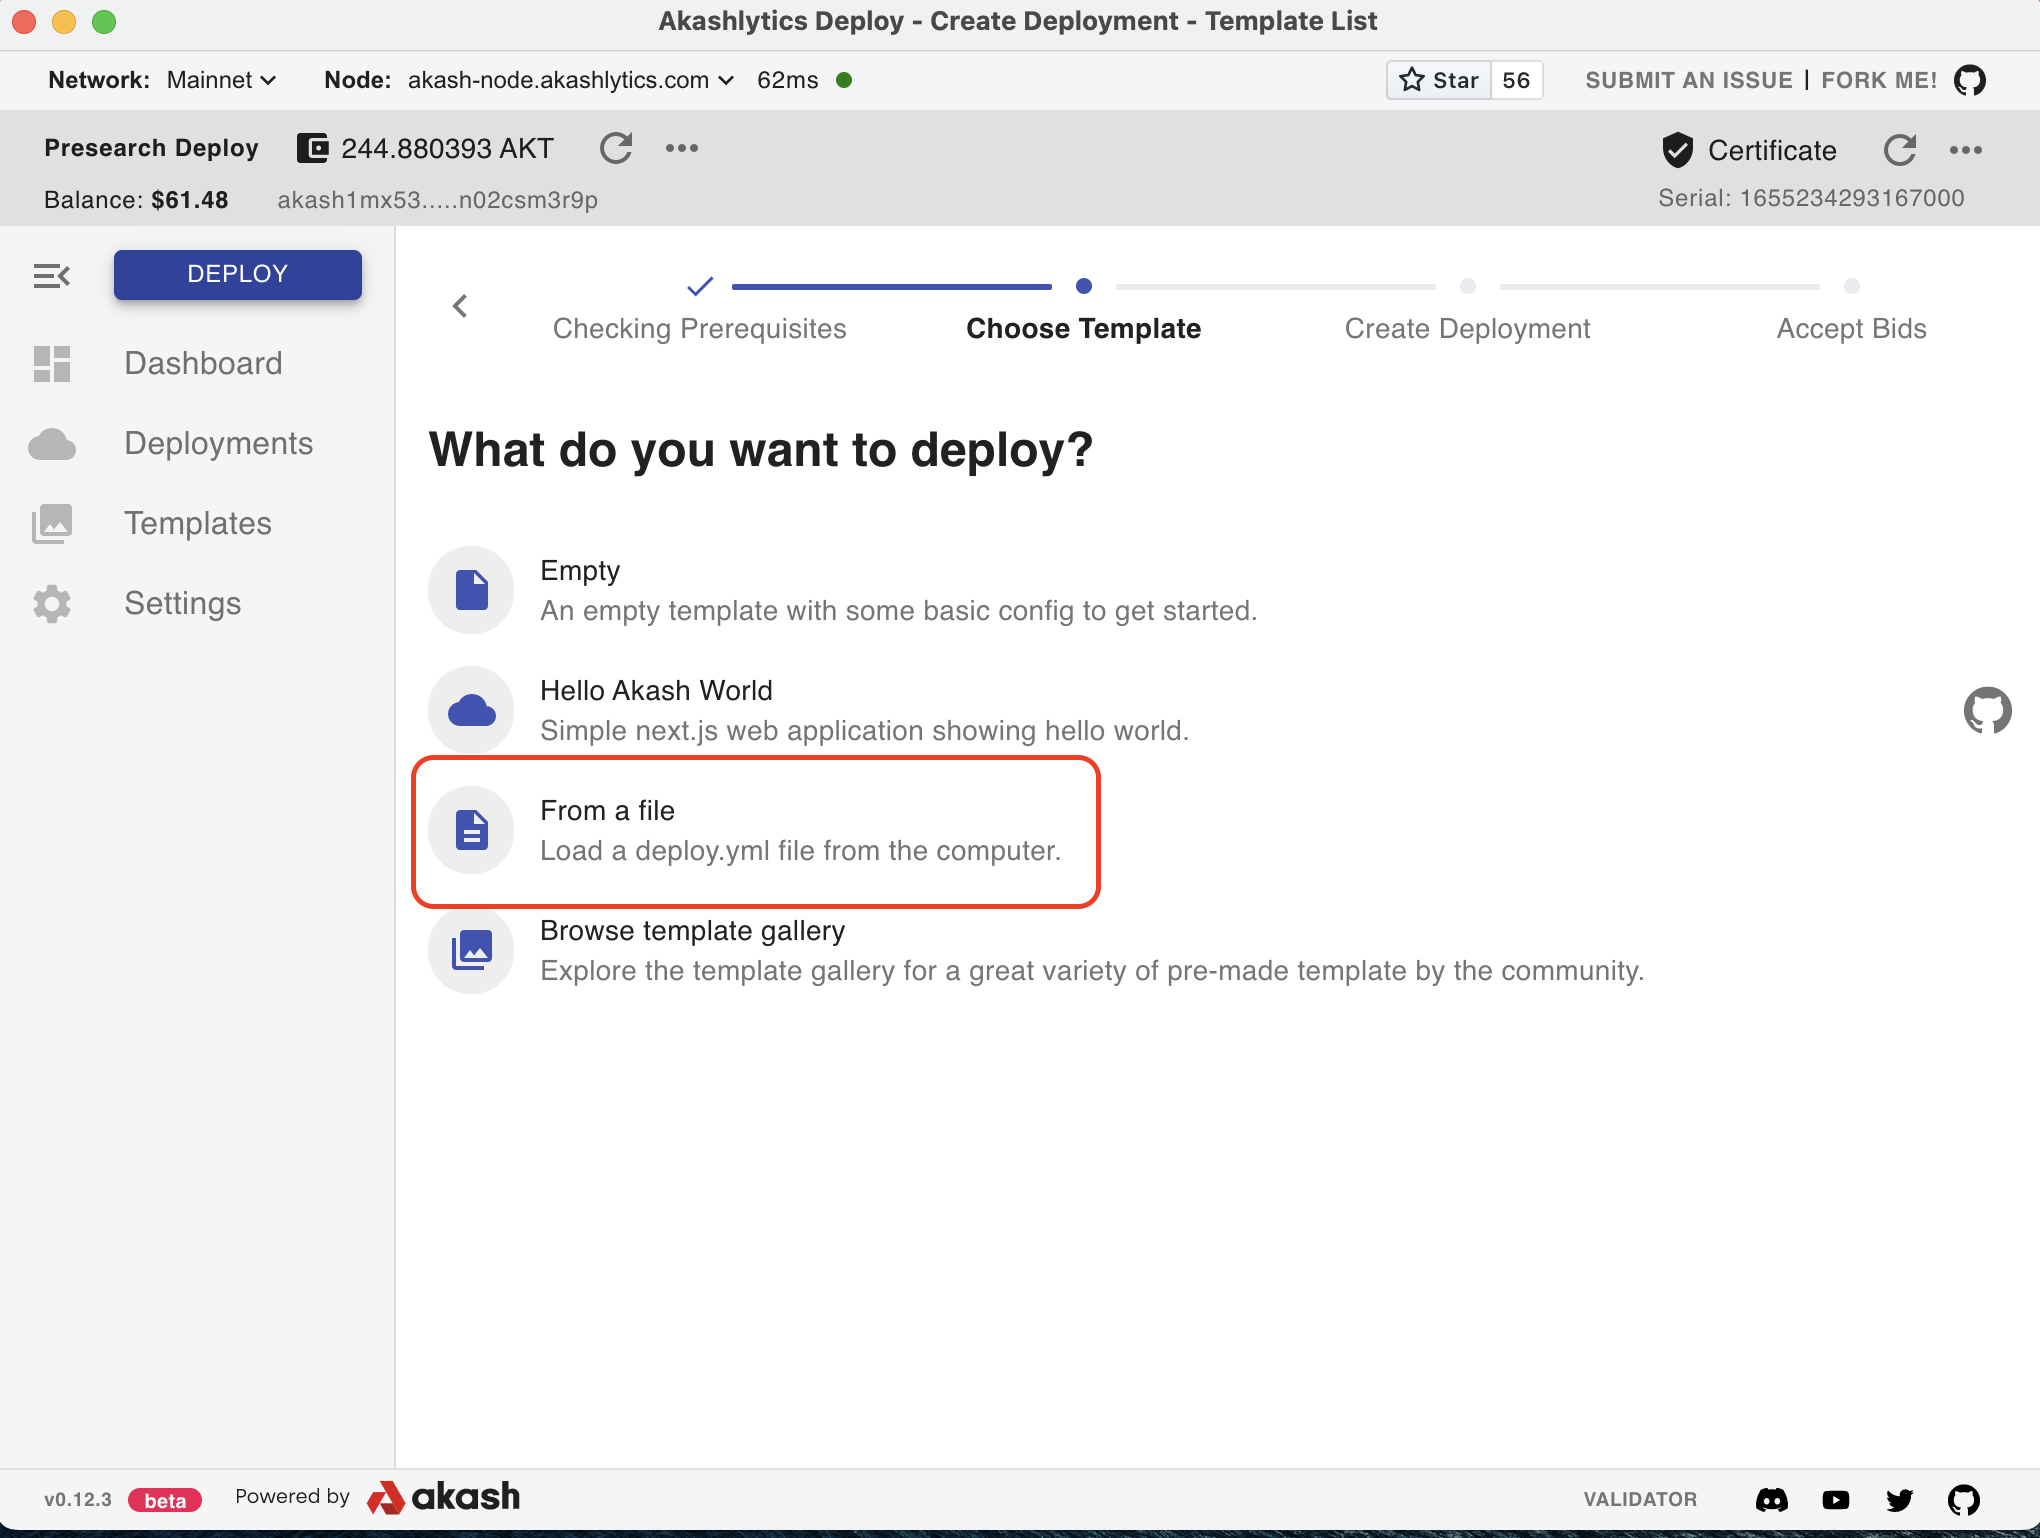 Akashlytics Deploy - Create Deployment - Template List
Network: Mainnet Node: akash-node.akashlytics.com 62ms
Star 56 SUBMIT AN ISSUE | FORK ME!
Presearch Deploy 244.880393 AKT
Balance: $61.48 akash1mx53.....n02csm3r9p
Certificate
Serial: 1655234293167000
DEPLOY
Dashboard
Deployments
Templates
Settings
Checking Prerequisites
Choose Template
Create Deployment
Accept Bids
What do you want to deploy?
Empty
An empty template with some basic config to get started.
Hello Akash World
Simple next.js web application showing hello world.
From a file
Load a deploy.yml file from the computer.
Browse template gallery
Explore the template gallery for a great variety of pre-made template by the community.
v0.12.3 beta Powered by akash
VALIDATOR